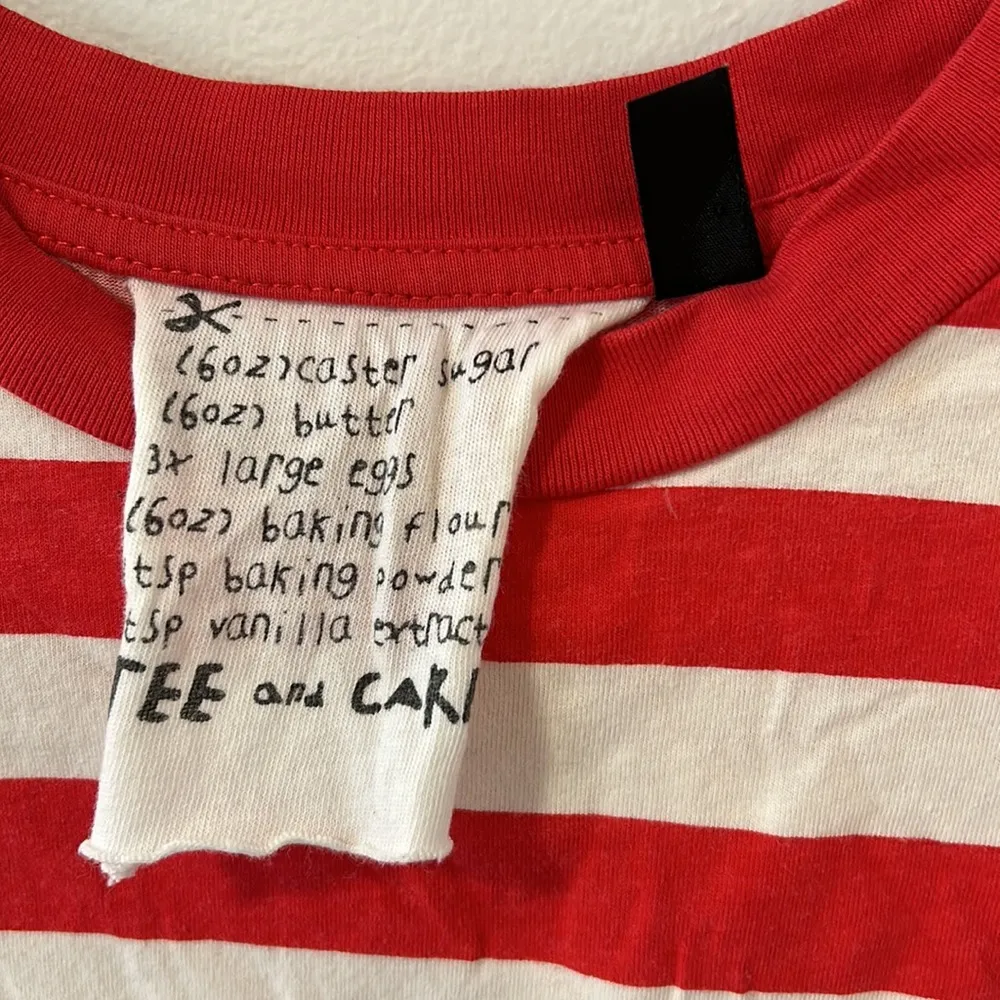 (6oz) caster sugar
(6oz) butter
3x large eggs
(6oz) baking flour
tsp baking powder
tsp vanilla extract
TEE and CAKE